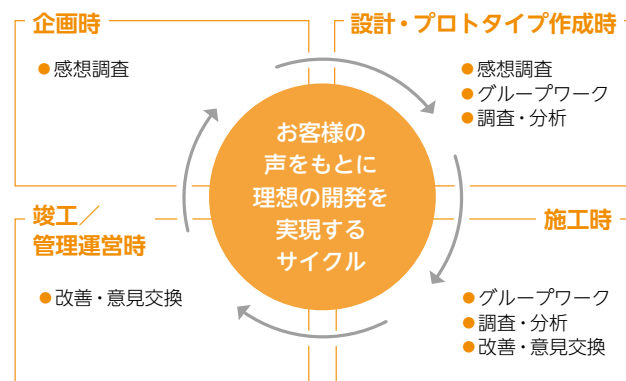 企画時
●感想調査
設計・プロトタイプ作成時
●感想調査
●グループワーク
●調査・分析
お客様の
声をもとに
理想の開発を
実現する
サイクル
竣工／
管理運営時
●改善・意見交換
施工時
●グループワーク
●調査・分析
●改善・意見交換